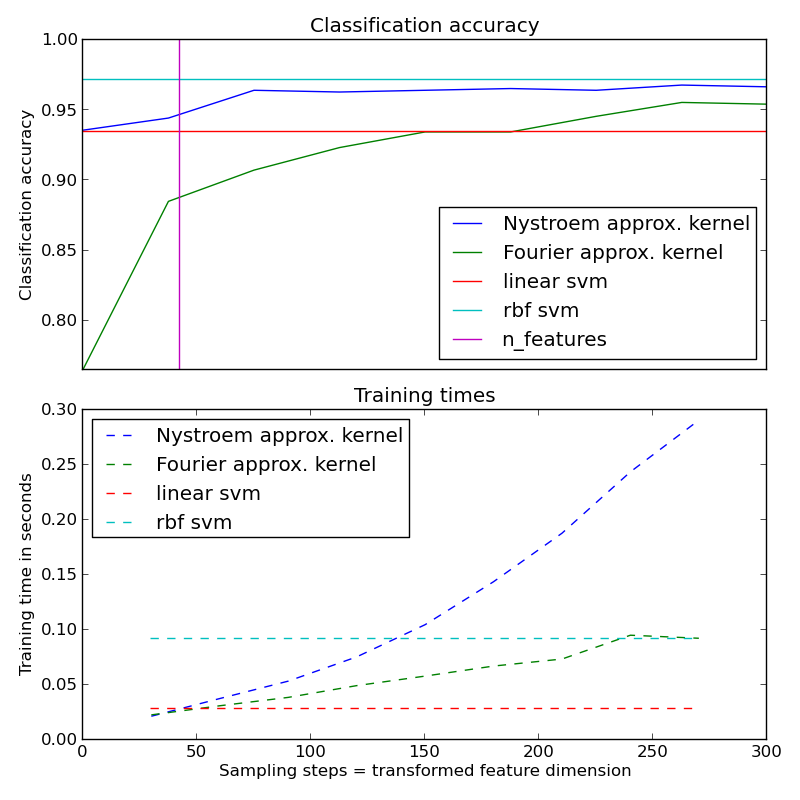 Classification accuracy
1.00
0.95
0.90
0.85
0.80
Classification accuracy
Nystroem approx. kernel
Fourier approx. kernel
linear svm
rbf svm
n_features
Training times
0.30
0.25
0.20
0.15
0.10
0.05
0.00
Training time in seconds
Nystroem approx. kernel
Fourier approx. kernel
linear svm
rbf svm
0 50 100 150 200 250 300
Sampling steps = transformed feature dimension